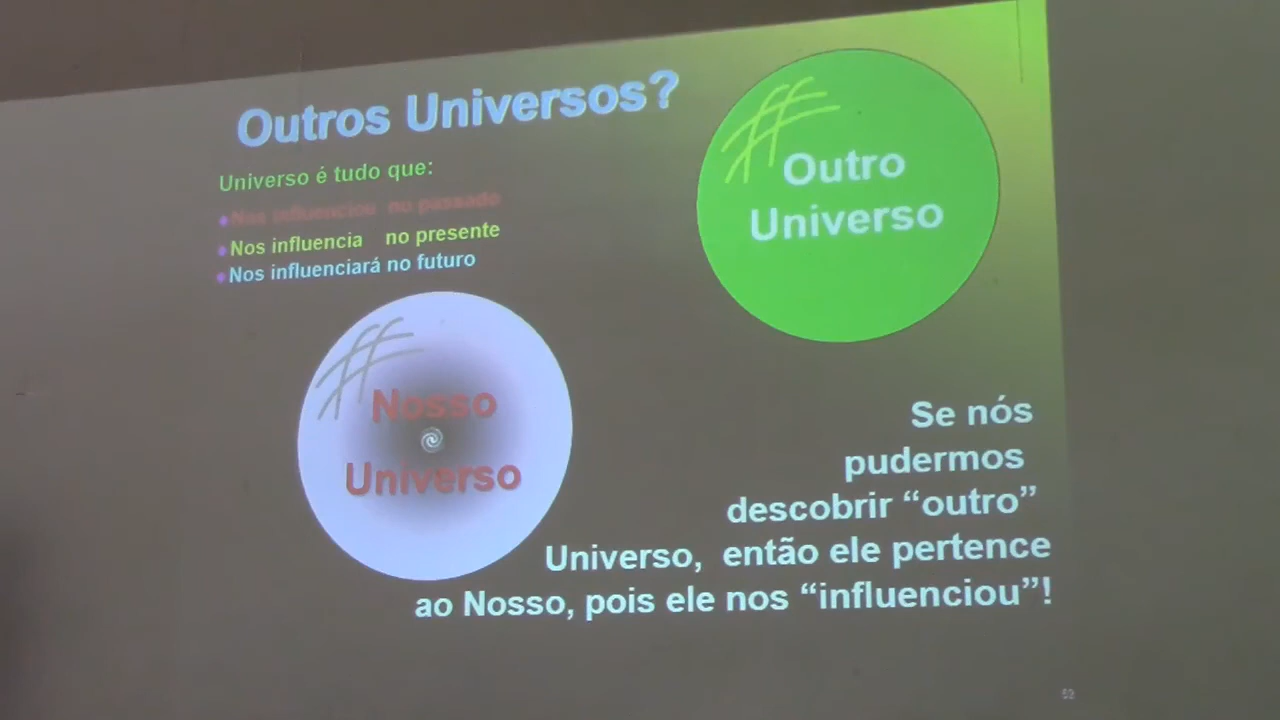 Outros Universos?
Universo é tudo que:
Nos influenciou no passado
Nos influencia no presente
Nos influenciará no futuro
Outro
Universo
Nosso
Universo
Se nós
pudermos
descobrir “outro”
Universo, então ele pertence
ao Nosso, pois ele nos “influenciou”!
52